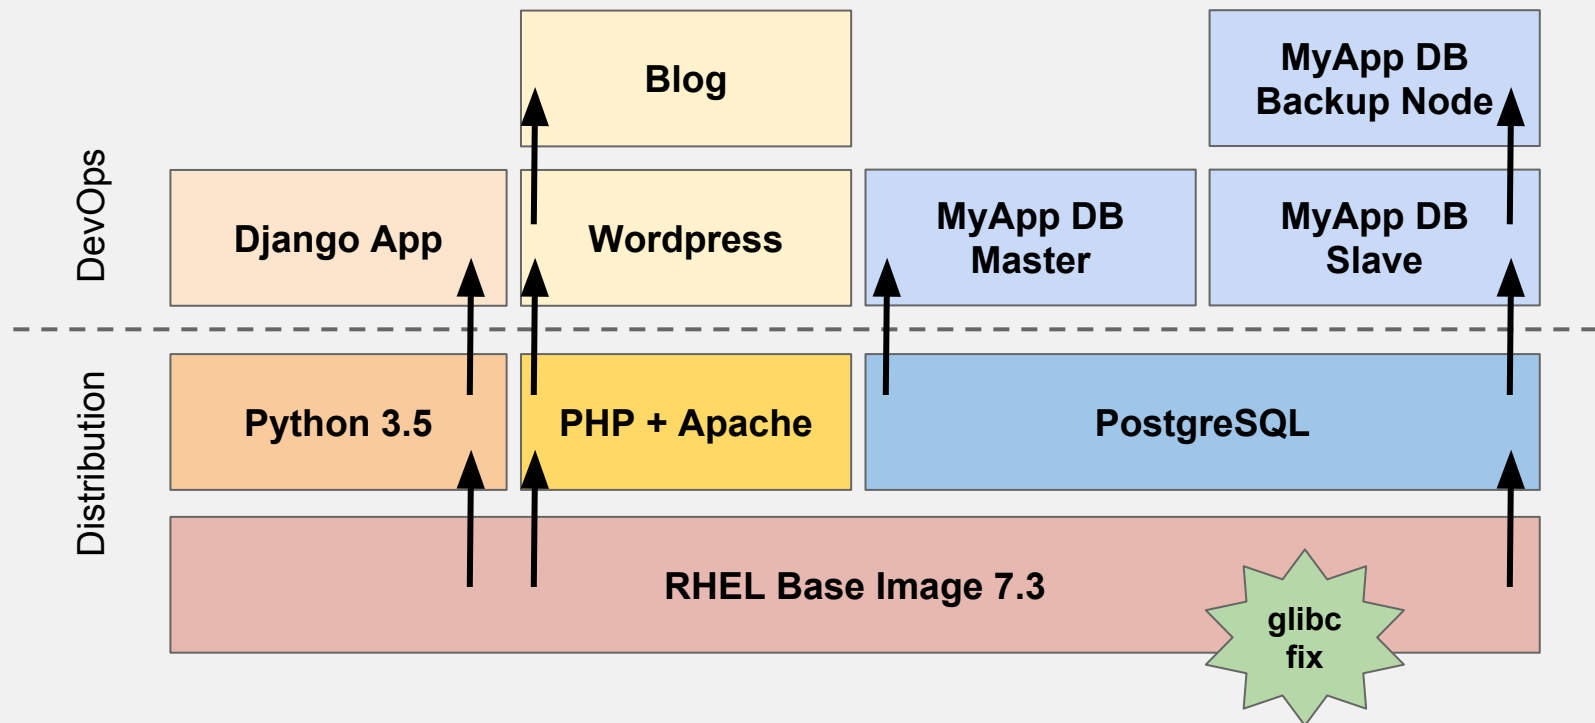 Blog
MyApp DB
Backup Node
DevOps
Django App
Wordpress
MyApp DB
Master
MyApp DB
Slave
Distribution
Python 3.5
PHP + Apache
PostgreSQL
RHEL Base Image 7.3
glibc
fix